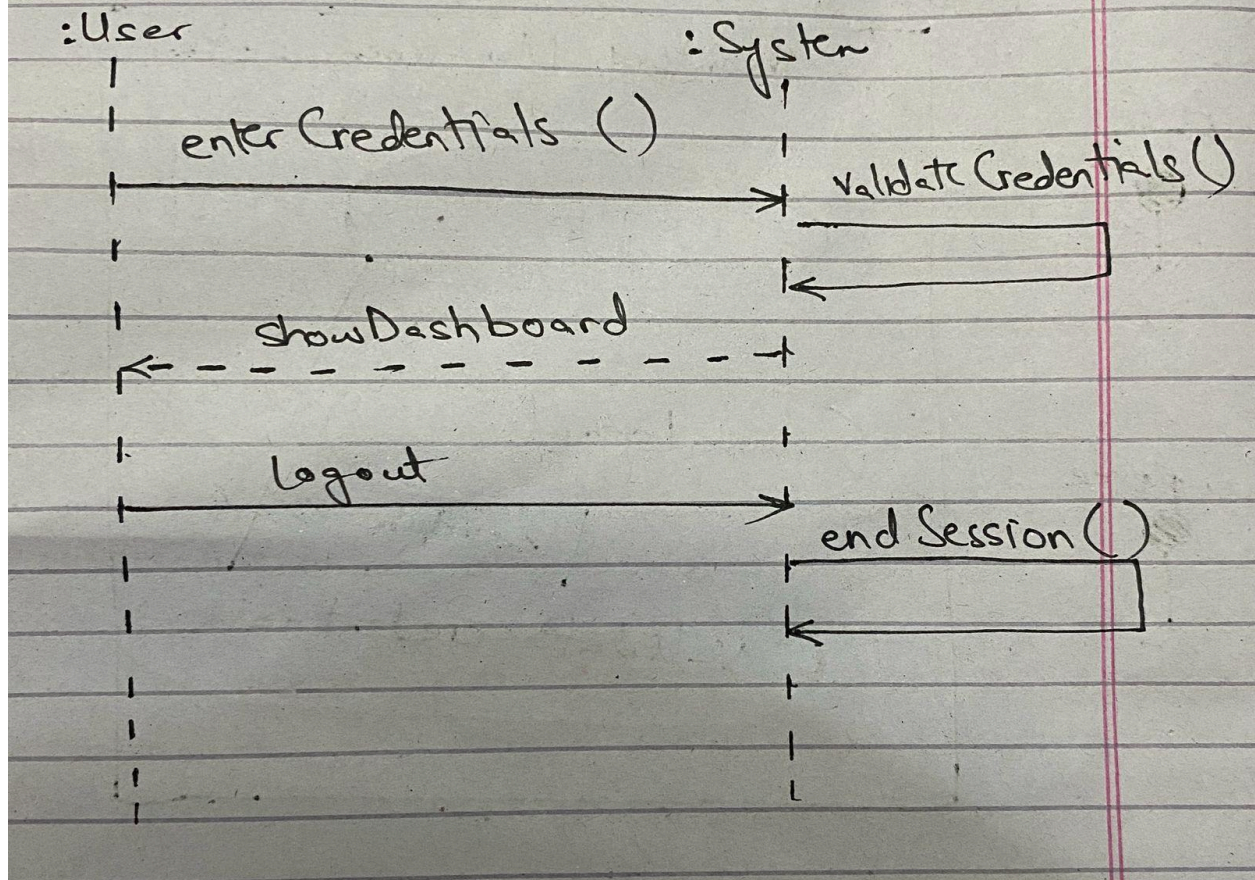 :User
:System
enterCredentials ()
validateCredentials()
showDashboard
logout
endSession()